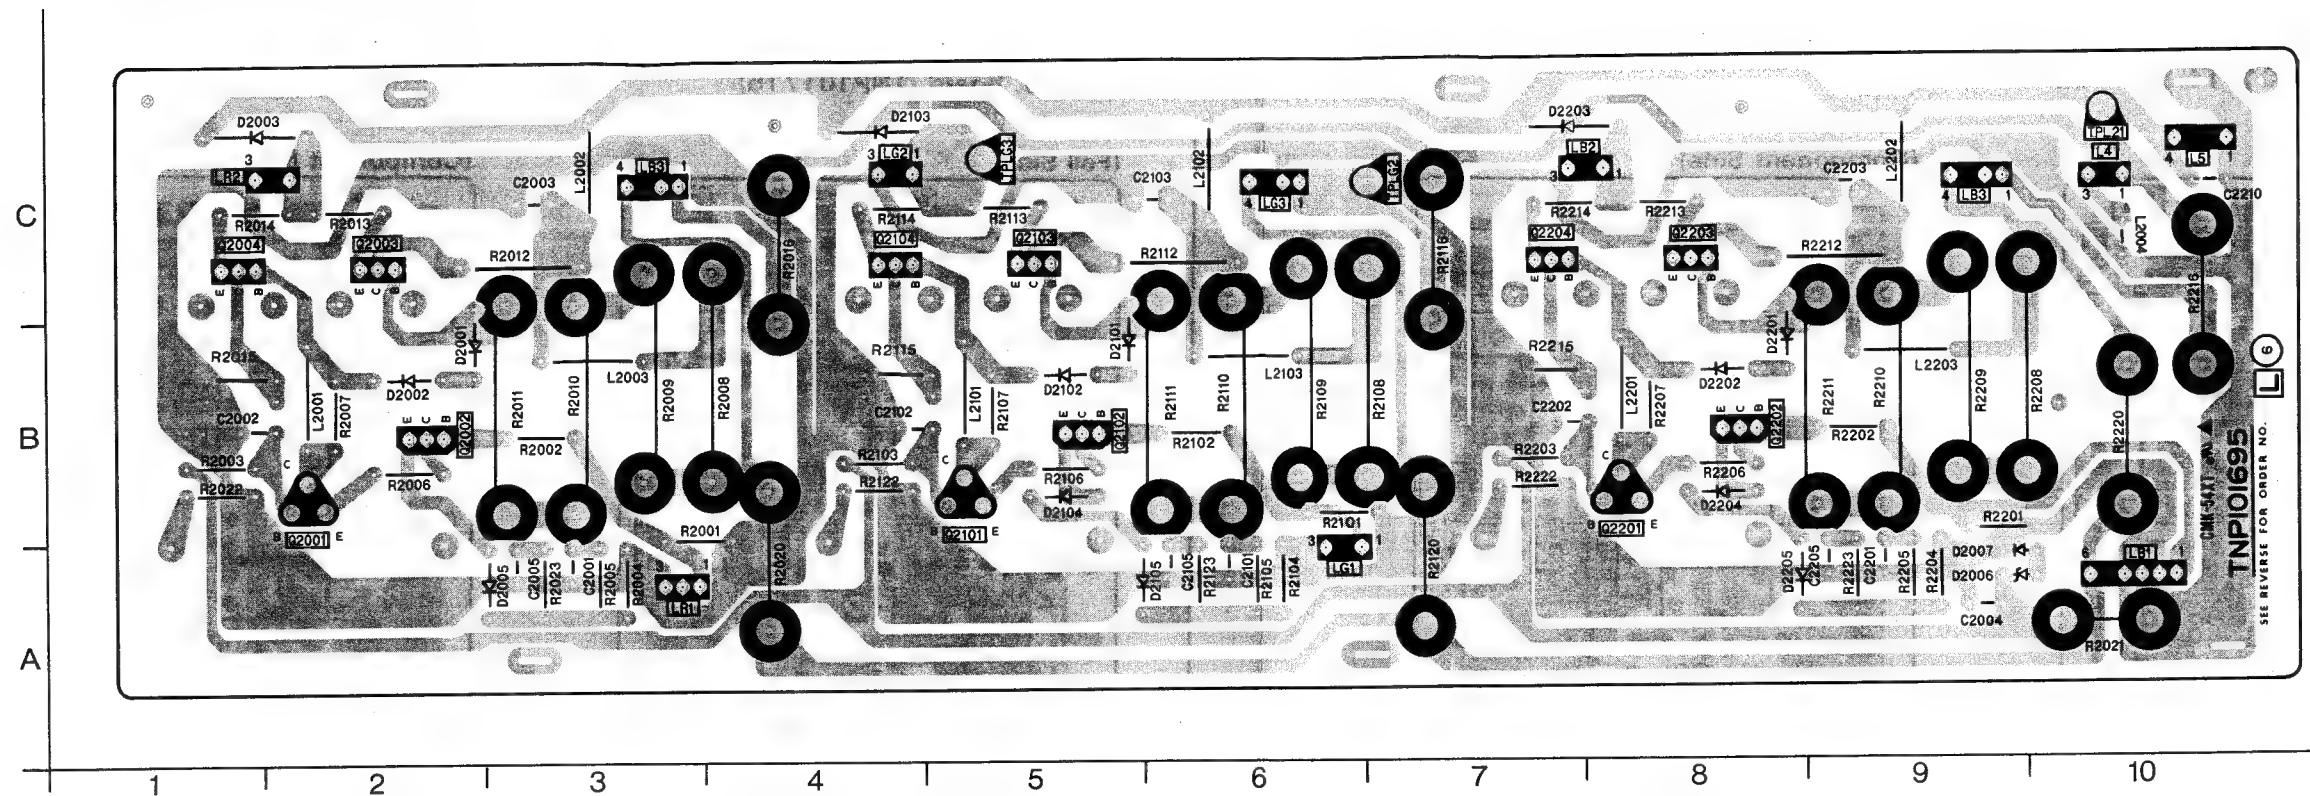 D2003
3
1
LR2
R2014
R2013
Q2004
Q2003
E
B
E
C
B
R2012
C2003
L2002
4
LB3
1
R2016
D2001
R2015
C2002
L2001
R2007
D2002
E
C
B
Q2002
R2011
R2002
R2010
L2003
R2009
R2008
R2003
R2022
C
B
Q2001
E
R2006
R2001
D2005
C2005
R2023
C2001
R2005
R2004
3
1
LR1
R2020
D2103
3
LG2
1
TPLG3
R2114
R2113
Q2104
Q2103
E
C
B
E
C
B
C2103
L2102
R2112
4
LG3
1
TPLG2
R2116
D2101
R2115
C2102
L2101
R2107
D2102
E
C
B
Q2102
R2111
R2102
R2110
L2103
R2109
R2108
R2103
R2122
C
B
Q2101
E
R2106
D2104
R2101
3
1
LG1
D2105
C2105
R2123
C2101
R2105
R2104
R2120
D2203
LB2
3
1
R2214
R2213
Q2204
Q2203
E
C
B
E
C
B
C2203
L2202
R2212
4
LB3
1
TPL21
L4
3
1
4
L5
1
C2210
L2004
R2216
D2201
R2215
C2202
L2201
R2207
D2202
E
C
B
Q2202
R2211
R2202
R2210
L2203
R2209
R2208
R2220
R2203
R2222
C
B
Q2201
E
R2206
D2204
R2201
D2007
D2006
C2004
D2205
C2205
R2223
C2201
R2205
R2204
6
LB1
1
R2021
L
6
TNP101695
SEE REVERSE FOR ORDER NO.
C
B
A
1
2
3
4
5
6
7
8
9
10